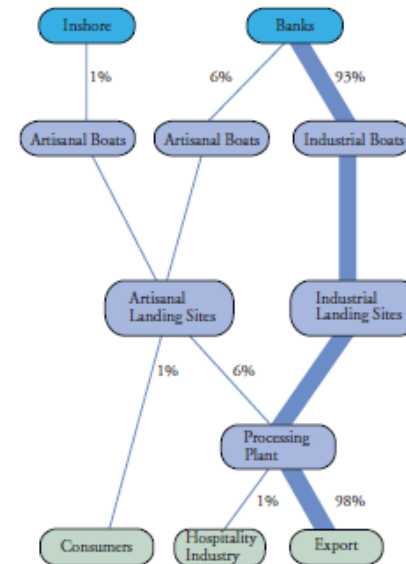 Inshore
Banks
1%
6%
93%
Artisanal Boats
Artisanal Boats
Industrial Boats
Artisanal
Landing Sites
Industrial
Landing Sites
1%
6%
Processing
Plant
1%
98%
Consumers
Hospitality
Industry
Export